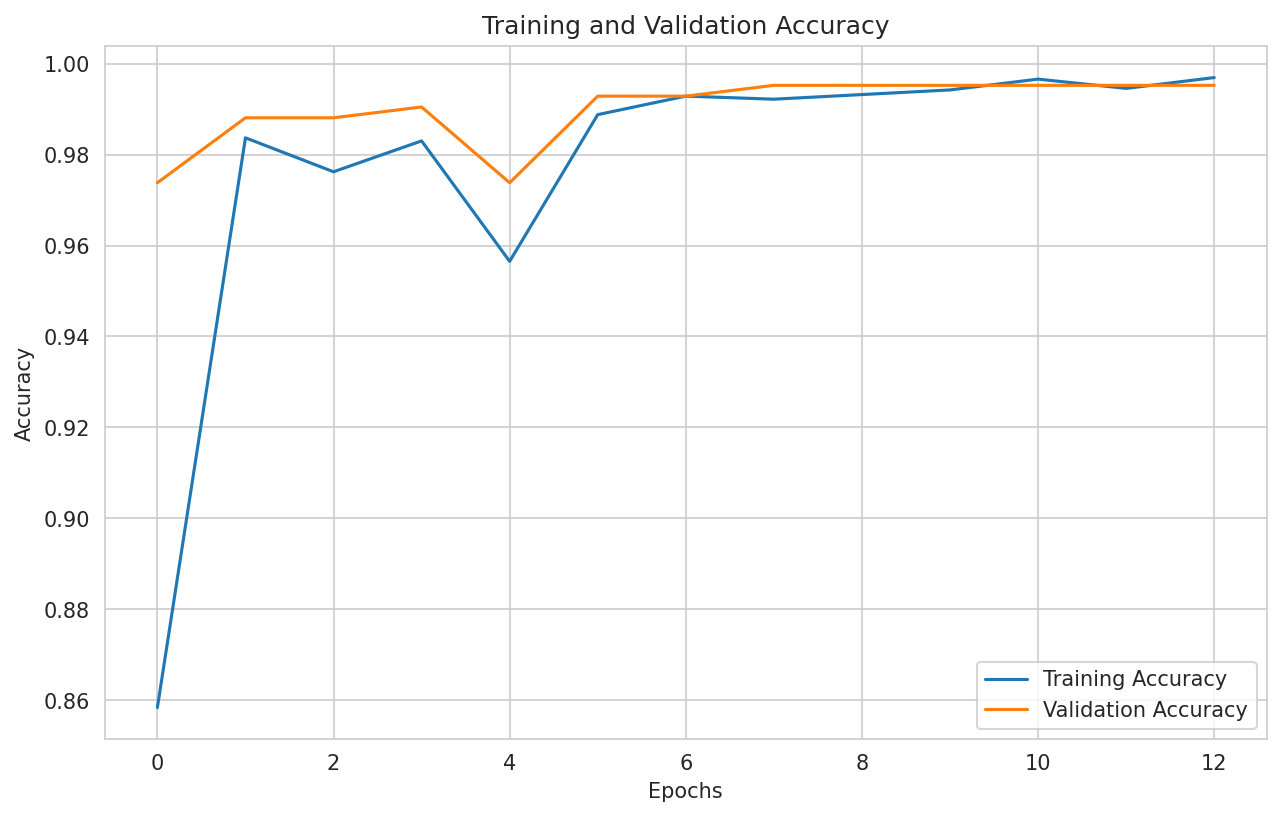 Training and Validation Accuracy
1.00
0.98
0.96
0.94
0.92
0.90
0.88
0.86
Accuracy
0 2 4 6 8 10 12
Epochs
Training Accuracy
Validation Accuracy